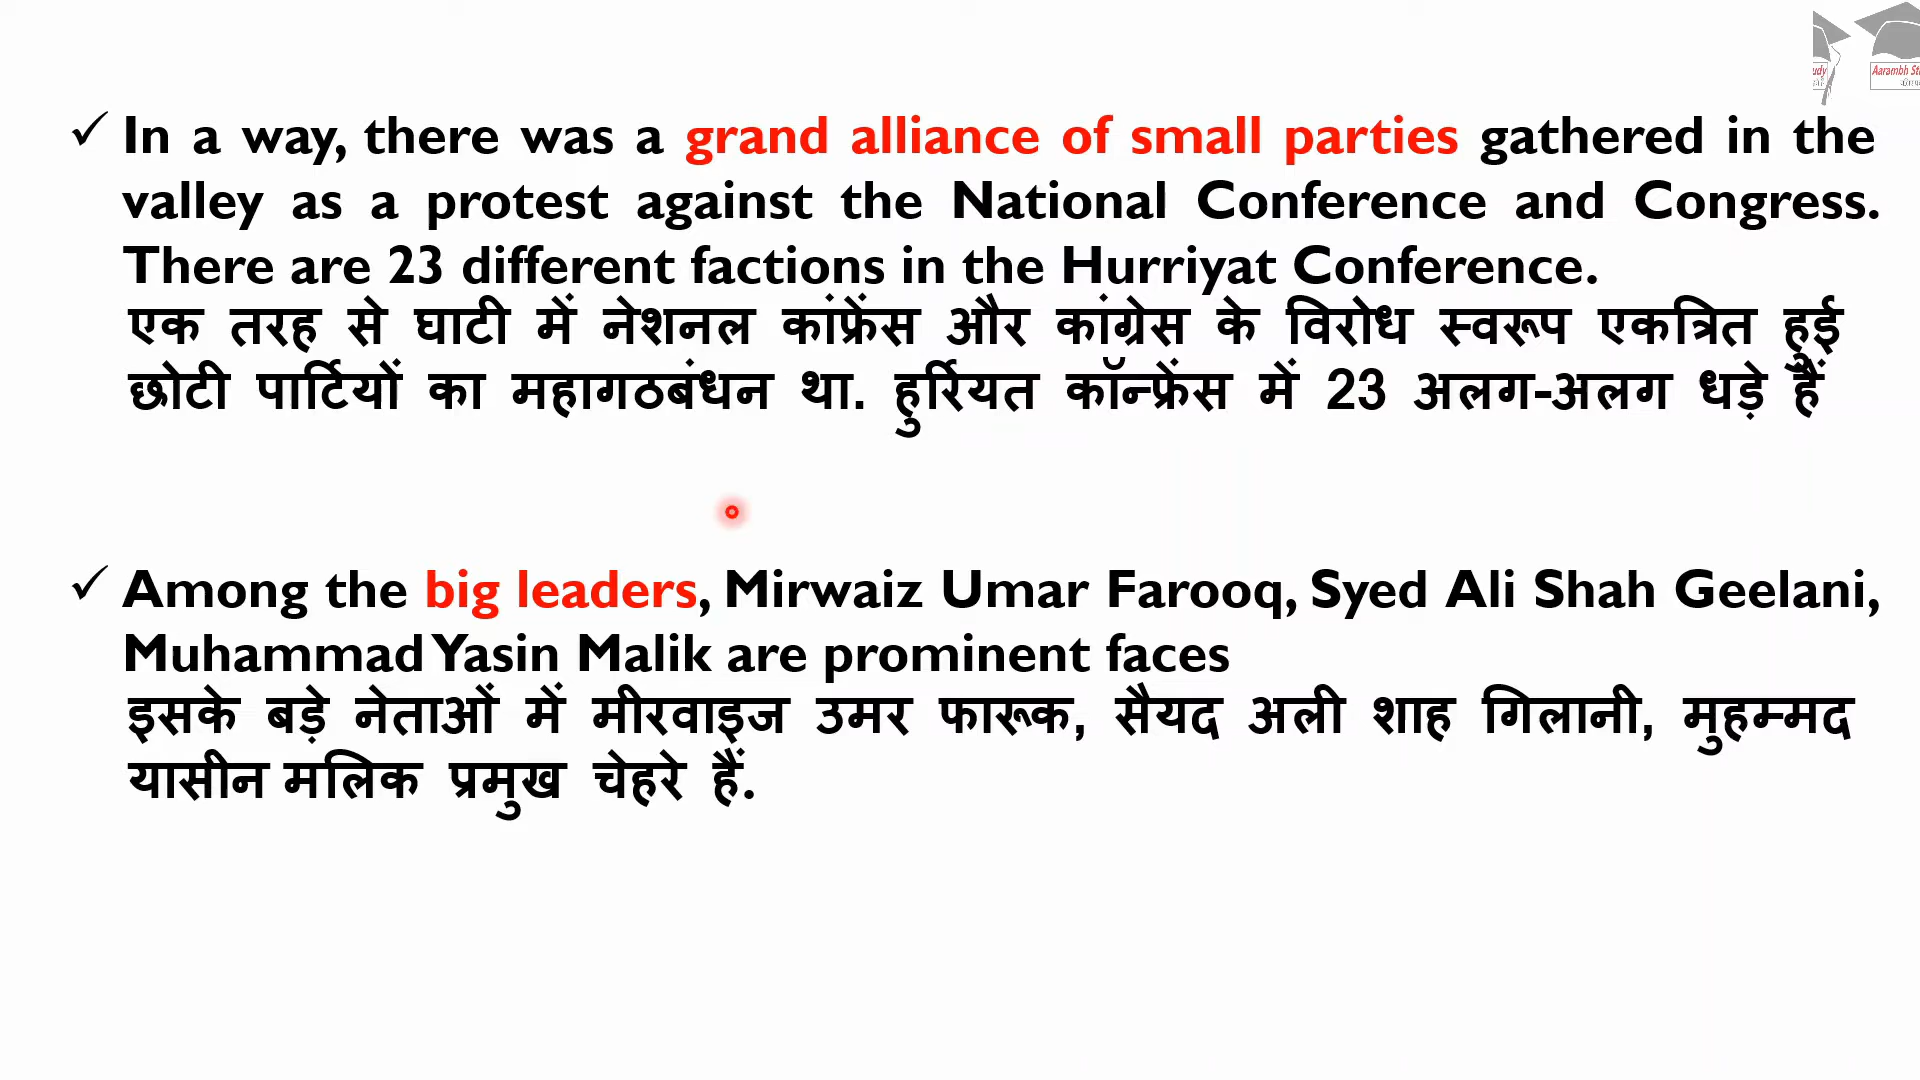 Aarambh
✓ In a way, there was a grand alliance of small parties gathered in the
valley as a protest against the National Conference and Congress.
There are 23 different factions in the Hurriyat Conference.
एक तरह से घाटी में नेशनल कांफ्रेंस और कांग्रेस के विरोध स्वरूप एकत्रित हुई
छोटी पार्टियों का महागठबंधन था. हुर्रियत कॉन्फ्रेंस में 23 अलग-अलग धड़े हैं
✓ Among the big leaders, Mirwaiz Umar Farooq, Syed Ali Shah Geelani,
Muhammad Yasin Malik are prominent faces
इसके बड़े नेताओं में मीरवाइज उमर फारूक, सैयद अली शाह गिलानी, मुहम्मद
यासीन मलिक प्रमुख चेहरे हैं.